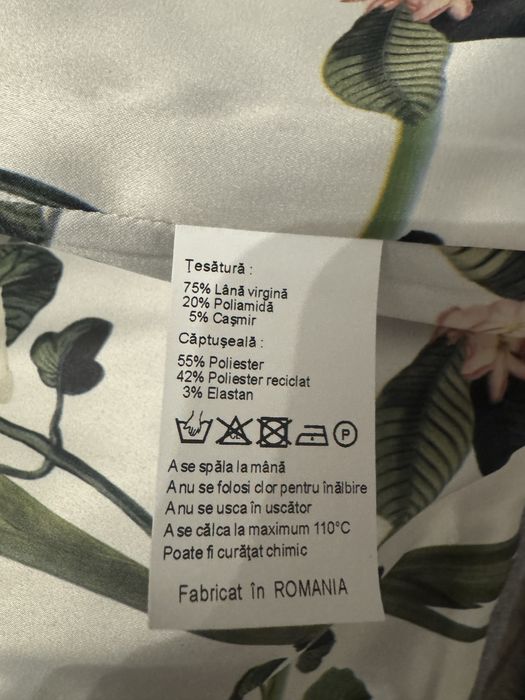 Țesătură :
75% Lână virgină
20% Poliamidă
5% Cașmir
Căptușeală :
55% Poliester
42% Poliester reciclat
3% Elastan
P
A se spăla la mână
A nu se folosi clor pentru înălbire
A nu se usca în uscător
A se călca la maximum 110°C
Poate fi curățat chimic
Fabricat în ROMANIA